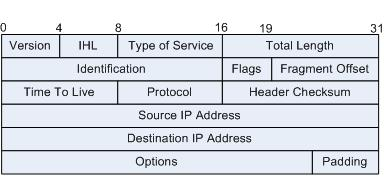 0 4 8 16 19 31
Version IHL Type of Service Total Length
Identification Flags Fragment Offset
Time To Live Protocol Header Checksum
Source IP Address
Destination IP Address
Options Padding